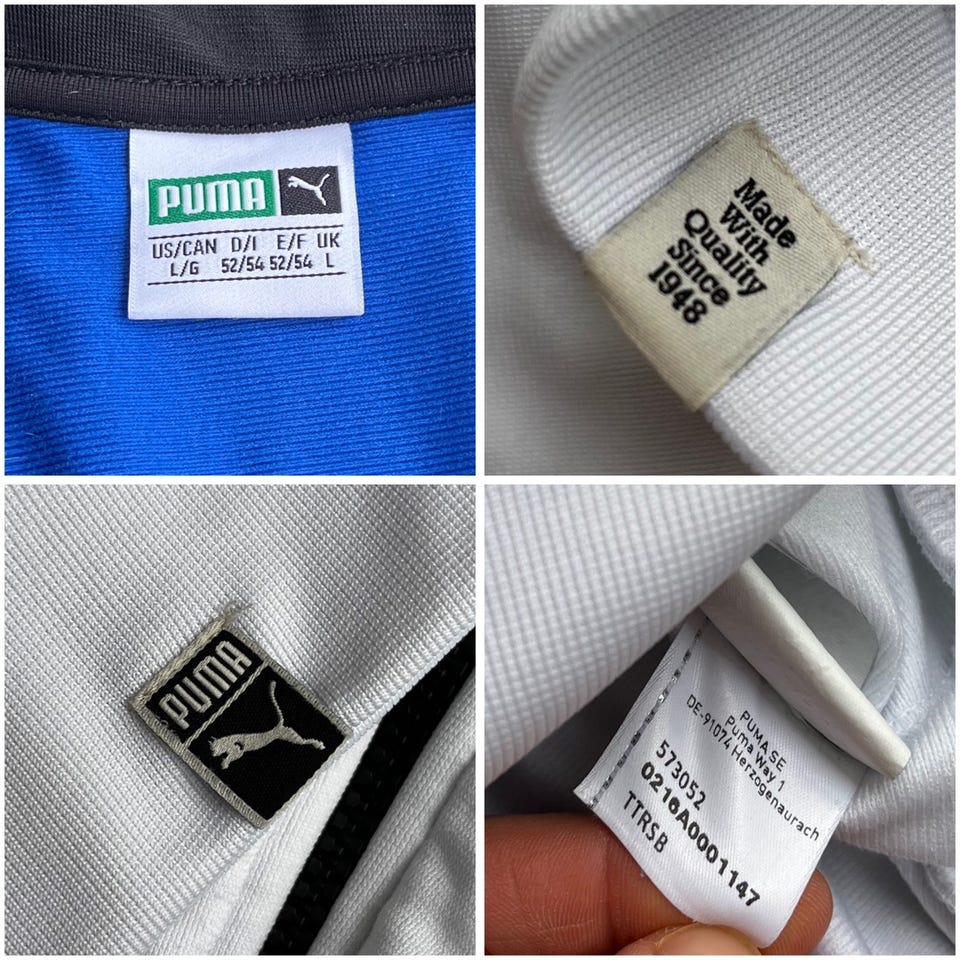 PUMA
US/CAN D/I E/F UK
L/G 52/54 52/54 L
Made
With
Quality
Since
1948
PUMA
PUMA SE
Puma Way 1
DE-91074 Herzogenaurach
573052
0216A0001147
TTRSB